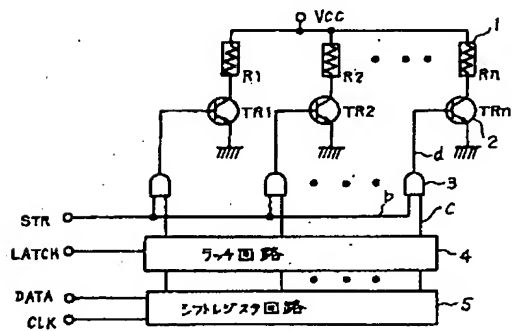 VCC
R1 R2 Rn 1
TR1 TR2 TRn 2
d
3
STR b c
LATCH ラッチ回路 4
DATA シフトレジスタ回路 5
CLK